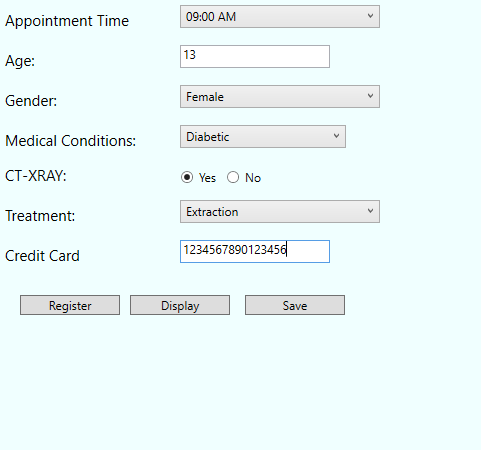 Appointment Time 09:00 AM
Age: 13
Gender: Female
Medical Conditions: Diabetic
CT-XRAY: Yes No
Treatment: Extraction
Credit Card 1234567890123456
Register Display Save